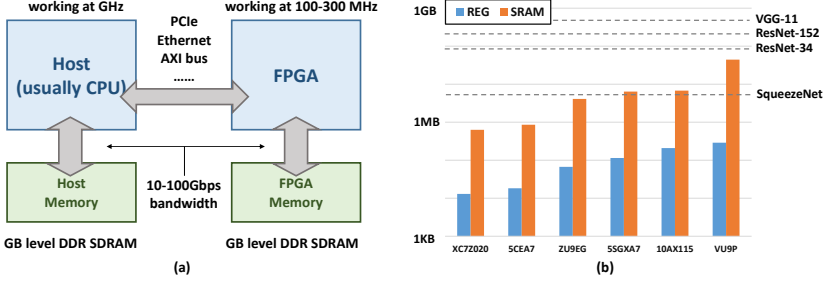 working at GHz
PCIe
Ethernet
AXI bus
......
working at 100-300 MHz
Host
(usually CPU)
FPGA
Host
Memory
10-100Gbps
bandwidth
FPGA
Memory
GB level DDR SDRAM
GB level DDR SDRAM
(a)
1GB
REG
SRAM
VGG-11
ResNet-152
ResNet-34
SqueezeNet
1MB
1KB
XC7Z020
5CEA7
ZU9EG
5SGXA7
10AX115
VU9P
(b)